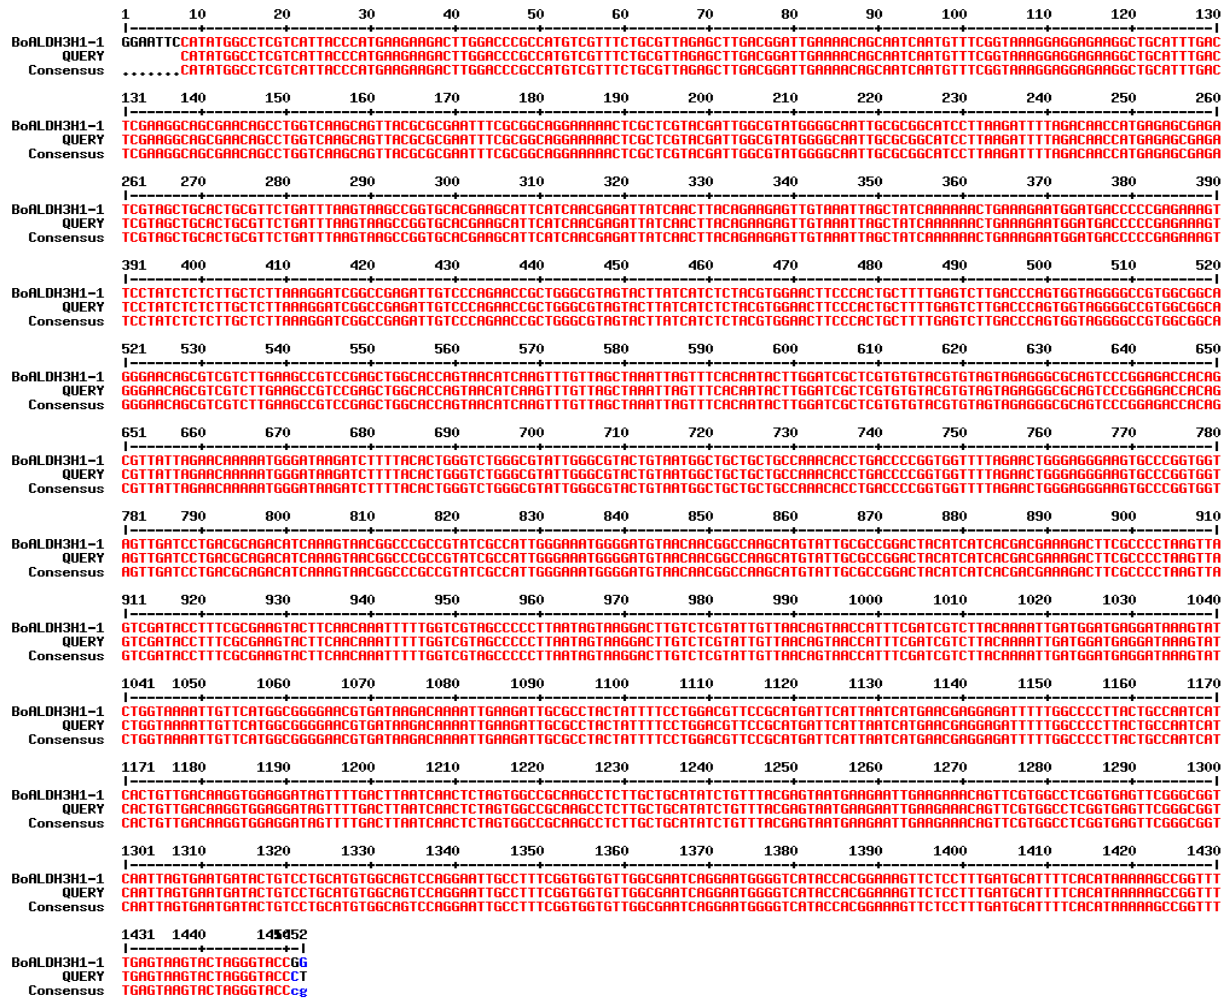 1 10 20 30 40 50 60 70 80 90 100 110 120 130
BoALDH3H1-1 GGAATTCCATATGGCCTCGTCATTACCCATGAAGAAGACTTGGACCCGCCATGTCGTTTCTGCGTTAGAGCTTGACGGATTGAAAACAGCAATCAATGTTTCGGTAAAGGAGGAGAAGGCTGCATTTGAC
QUERY CATATGGCCTCGTCATTACCCATGAAGAAGACTTGGACCCGCCATGTCGTTTCTGCGTTAGAGCTTGACGGATTGAAAACAGCAATCAATGTTTCGGTAAAGGAGGAGAAGGCTGCATTTGAC
Consensus .......CATATGGCCTCGTCATTACCCATGAAGAAGACTTGGACCCGCCATGTCGTTTCTGCGTTAGAGCTTGACGGATTGAAAACAGCAATCAATGTTTCGGTAAAGGAGGAGAAGGCTGCATTTGAC
131 140 150 160 170 180 190 200 210 220 230 240 250 260
BoALDH3H1-1 TCGAAGGCAGCGAACAGCCTGGTCAAGCAGTTACGCGCGAATTTCGCGGCAGGAAAAACTCGCTCGTACGATTGGCGTATGGGGCAATTGCGCGGCATCCTTAAGATTTTAGACAACCATGAGAGCGAGA
QUERY TCGAAGGCAGCGAACAGCCTGGTCAAGCAGTTACGCGCGAATTTCGCGGCAGGAAAAACTCGCTCGTACGATTGGCGTATGGGGCAATTGCGCGGCATCCTTAAGATTTTAGACAACCATGAGAGCGAGA
Consensus TCGAAGGCAGCGAACAGCCTGGTCAAGCAGTTACGCGCGAATTTCGCGGCAGGAAAAACTCGCTCGTACGATTGGCGTATGGGGCAATTGCGCGGCATCCTTAAGATTTTAGACAACCATGAGAGCGAGA
261 270 280 290 300 310 320 330 340 350 360 370 380 390
BoALDH3H1-1 TCGTAGCTGCACTGCGTTCTGATTTAAGTAAGCCGGTGCACGAAGCATTCATCAACGAGATTATCAACTTACAGAAGAGTTGTAAATTAGCTATCAAAAAACTGAAAGAATGGATGACCCCCGAGAAAGT
QUERY TCGTAGCTGCACTGCGTTCTGATTTAAGTAAGCCGGTGCACGAAGCATTCATCAACGAGATTATCAACTTACAGAAGAGTTGTAAATTAGCTATCAAAAAACTGAAAGAATGGATGACCCCCGAGAAAGT
Consensus TCGTAGCTGCACTGCGTTCTGATTTAAGTAAGCCGGTGCACGAAGCATTCATCAACGAGATTATCAACTTACAGAAGAGTTGTAAATTAGCTATCAAAAAACTGAAAGAATGGATGACCCCCGAGAAAGT
391 400 410 420 430 440 450 460 470 480 490 500 510 520
BoALDH3H1-1 TCCTATCTCTCTTGCTCTTAAAGGATCGGCCGAGATTGTCCCAGAACCGCTGGGCGTAGTACTTATCATCTCTACGTGGAACTTCCCACTGCTTTTGAGTCTTGACCCAGTGGTAGGGGCCGTGGCGGCA
QUERY TCCTATCTCTCTTGCTCTTAAAGGATCGGCCGAGATTGTCCCAGAACCGCTGGGCGTAGTACTTATCATCTCTACGTGGAACTTCCCACTGCTTTTGAGTCTTGACCCAGTGGTAGGGGCCGTGGCGGCA
Consensus TCCTATCTCTCTTGCTCTTAAAGGATCGGCCGAGATTGTCCCAGAACCGCTGGGCGTAGTACTTATCATCTCTACGTGGAACTTCCCACTGCTTTTGAGTCTTGACCCAGTGGTAGGGGCCGTGGCGGCA
521 530 540 550 560 570 580 590 600 610 620 630 640 650
BoALDH3H1-1 GGGAACAGCGTCGTCTTGAAGCCGTCCGAGCTGGCACCAGTAACATCAAGTTTGTTAGCTAAATTAGTTTCACAATACTTGGATCGCTCGTGTGTACGTGTAGTAGAGGGCGCAGTCCCGGAGACCACAG
QUERY GGGAACAGCGTCGTCTTGAAGCCGTCCGAGCTGGCACCAGTAACATCAAGTTTGTTAGCTAAATTAGTTTCACAATACTTGGATCGCTCGTGTGTACGTGTAGTAGAGGGCGCAGTCCCGGAGACCACAG
Consensus GGGAACAGCGTCGTCTTGAAGCCGTCCGAGCTGGCACCAGTAACATCAAGTTTGTTAGCTAAATTAGTTTCACAATACTTGGATCGCTCGTGTGTACGTGTAGTAGAGGGCGCAGTCCCGGAGACCACAG
651 660 670 680 690 700 710 720 730 740 750 760 770 780
BoALDH3H1-1 CGTTATTAGAACAAAAATGGGATAAGATCTTTTACACTGGGTCTGGGCGTATTGGGCGTACTGTAATGGCTGCTGCTGCCAAACACCTGACCCCGGTGGTTTTAGAACTGGGAGGGAAGTGCCCGGTGGT
QUERY CGTTATTAGAACAAAAATGGGATAAGATCTTTTACACTGGGTCTGGGCGTATTGGGCGTACTGTAATGGCTGCTGCTGCCAAACACCTGACCCCGGTGGTTTTAGAACTGGGAGGGAAGTGCCCGGTGGT
Consensus CGTTATTAGAACAAAAATGGGATAAGATCTTTTACACTGGGTCTGGGCGTATTGGGCGTACTGTAATGGCTGCTGCTGCCAAACACCTGACCCCGGTGGTTTTAGAACTGGGAGGGAAGTGCCCGGTGGT
781 790 800 810 820 830 840 850 860 870 880 890 900 910
BoALDH3H1-1 AGTTGATCCTGACGCAGACATCAAAGTAACGGCCCGCCGTATCGCCATTGGGAAATGGGGATGTAACAACGGCCAAGCATGTATTGCGCCGGACTACATCATCACGACGAAAGACTTCGCCCCTAAGTTA
QUERY AGTTGATCCTGACGCAGACATCAAAGTAACGGCCCGCCGTATCGCCATTGGGAAATGGGGATGTAACAACGGCCAAGCATGTATTGCGCCGGACTACATCATCACGACGAAAGACTTCGCCCCTAAGTTA
Consensus AGTTGATCCTGACGCAGACATCAAAGTAACGGCCCGCCGTATCGCCATTGGGAAATGGGGATGTAACAACGGCCAAGCATGTATTGCGCCGGACTACATCATCACGACGAAAGACTTCGCCCCTAAGTTA
911 920 930 940 950 960 970 980 990 1000 1010 1020 1030 1040
BoALDH3H1-1 GTCGATACCTTTCGCGAAGTACTTCAACAAATTTTTGGTCGTAGCCCCCTTAATAGTAAGGACTTGTCTCGTATTGTTAACAGTAACCATTTCGATCGTCTTACAAAATTGATGGATGAGGATAAAGTAT
QUERY GTCGATACCTTTCGCGAAGTACTTCAACAAATTTTTGGTCGTAGCCCCCTTAATAGTAAGGACTTGTCTCGTATTGTTAACAGTAACCATTTCGATCGTCTTACAAAATTGATGGATGAGGATAAAGTAT
Consensus GTCGATACCTTTCGCGAAGTACTTCAACAAATTTTTGGTCGTAGCCCCCTTAATAGTAAGGACTTGTCTCGTATTGTTAACAGTAACCATTTCGATCGTCTTACAAAATTGATGGATGAGGATAAAGTAT
1041 1050 1060 1070 1080 1090 1100 1110 1120 1130 1140 1150 1160 1170
BoALDH3H1-1 CTGGTAAAATTGTTCATGGCGGGGAACGTGATAAGACAAAATTGAAGATTGCGCCTACTATTTTCCTGGACGTTCCGCATGATTCATTAATCATGAACGAGGAGATTTTTGGCCCCTTACTGCCAATCAT
QUERY CTGGTAAAATTGTTCATGGCGGGGAACGTGATAAGACAAAATTGAAGATTGCGCCTACTATTTTCCTGGACGTTCCGCATGATTCATTAATCATGAACGAGGAGATTTTTGGCCCCTTACTGCCAATCAT
Consensus CTGGTAAAATTGTTCATGGCGGGGAACGTGATAAGACAAAATTGAAGATTGCGCCTACTATTTTCCTGGACGTTCCGCATGATTCATTAATCATGAACGAGGAGATTTTTGGCCCCTTACTGCCAATCAT
1171 1180 1190 1200 1210 1220 1230 1240 1250 1260 1270 1280 1290 1300
BoALDH3H1-1 CACTGTTGACAAGGTGGAGGATAGTTTTGACTTAATCAACTCTAGTGGCCGCAAGCCTCTTGCTGCATATCTGTTTACGAGTAATGAAGAATTGAAGAAACAGTTCGTGGCCTCGGTGAGTTCGGGCGGT
QUERY CACTGTTGACAAGGTGGAGGATAGTTTTGACTTAATCAACTCTAGTGGCCGCAAGCCTCTTGCTGCATATCTGTTTACGAGTAATGAAGAATTGAAGAAACAGTTCGTGGCCTCGGTGAGTTCGGGCGGT
Consensus CACTGTTGACAAGGTGGAGGATAGTTTTGACTTAATCAACTCTAGTGGCCGCAAGCCTCTTGCTGCATATCTGTTTACGAGTAATGAAGAATTGAAGAAACAGTTCGTGGCCTCGGTGAGTTCGGGCGGT
1301 1310 1320 1330 1340 1350 1360 1370 1380 1390 1400 1410 1420 1430
BoALDH3H1-1 CAATTAGTGAATGATACTGTCCTGCATGTGGCAGTCCAGGAATTGCCTTTCGGTGGTGTTGGCGAATCAGGAATGGGGTCATACCACGGAAAGTTCTCCTTTGATGCATTTTCACATAAAAAGCCGGTTT
QUERY CAATTAGTGAATGATACTGTCCTGCATGTGGCAGTCCAGGAATTGCCTTTCGGTGGTGTTGGCGAATCAGGAATGGGGTCATACCACGGAAAGTTCTCCTTTGATGCATTTTCACATAAAAAGCCGGTTT
Consensus CAATTAGTGAATGATACTGTCCTGCATGTGGCAGTCCAGGAATTGCCTTTCGGTGGTGTTGGCGAATCAGGAATGGGGTCATACCACGGAAAGTTCTCCTTTGATGCATTTTCACATAAAAAGCCGGTTT
1431 1440 1452
BoALDH3H1-1 TGAGTAAGTACTAGGGTACCGG
QUERY TGAGTAAGTACTAGGGTACCCT
Consensus TGAGTAAGTACTAGGGTACCcg